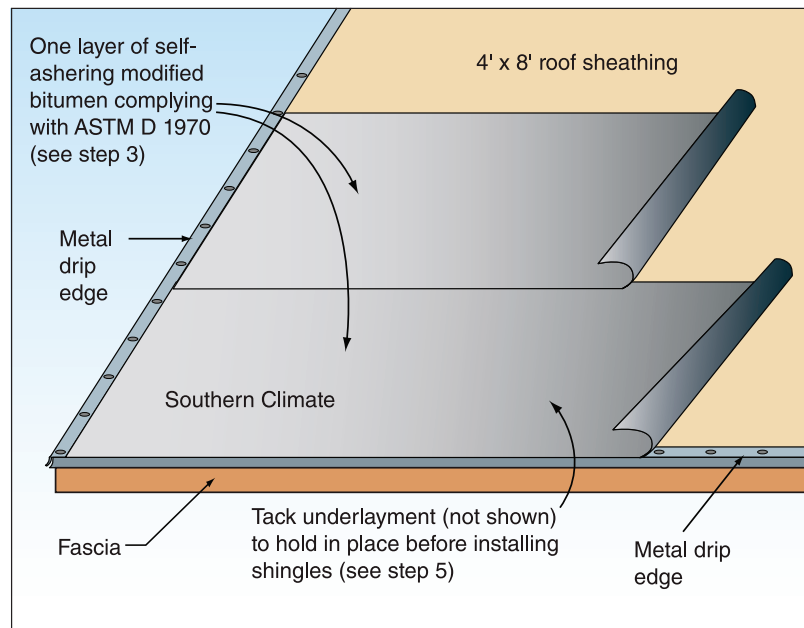 One layer of self-
ashering modified
bitumen complying
with ASTM D 1970
(see step 3)
4' x 8' roof sheathing
Metal
drip
edge
Southern Climate
Tack underlayment (not shown)
to hold in place before installing
shingles (see step 5)
Fascia
Metal drip
edge